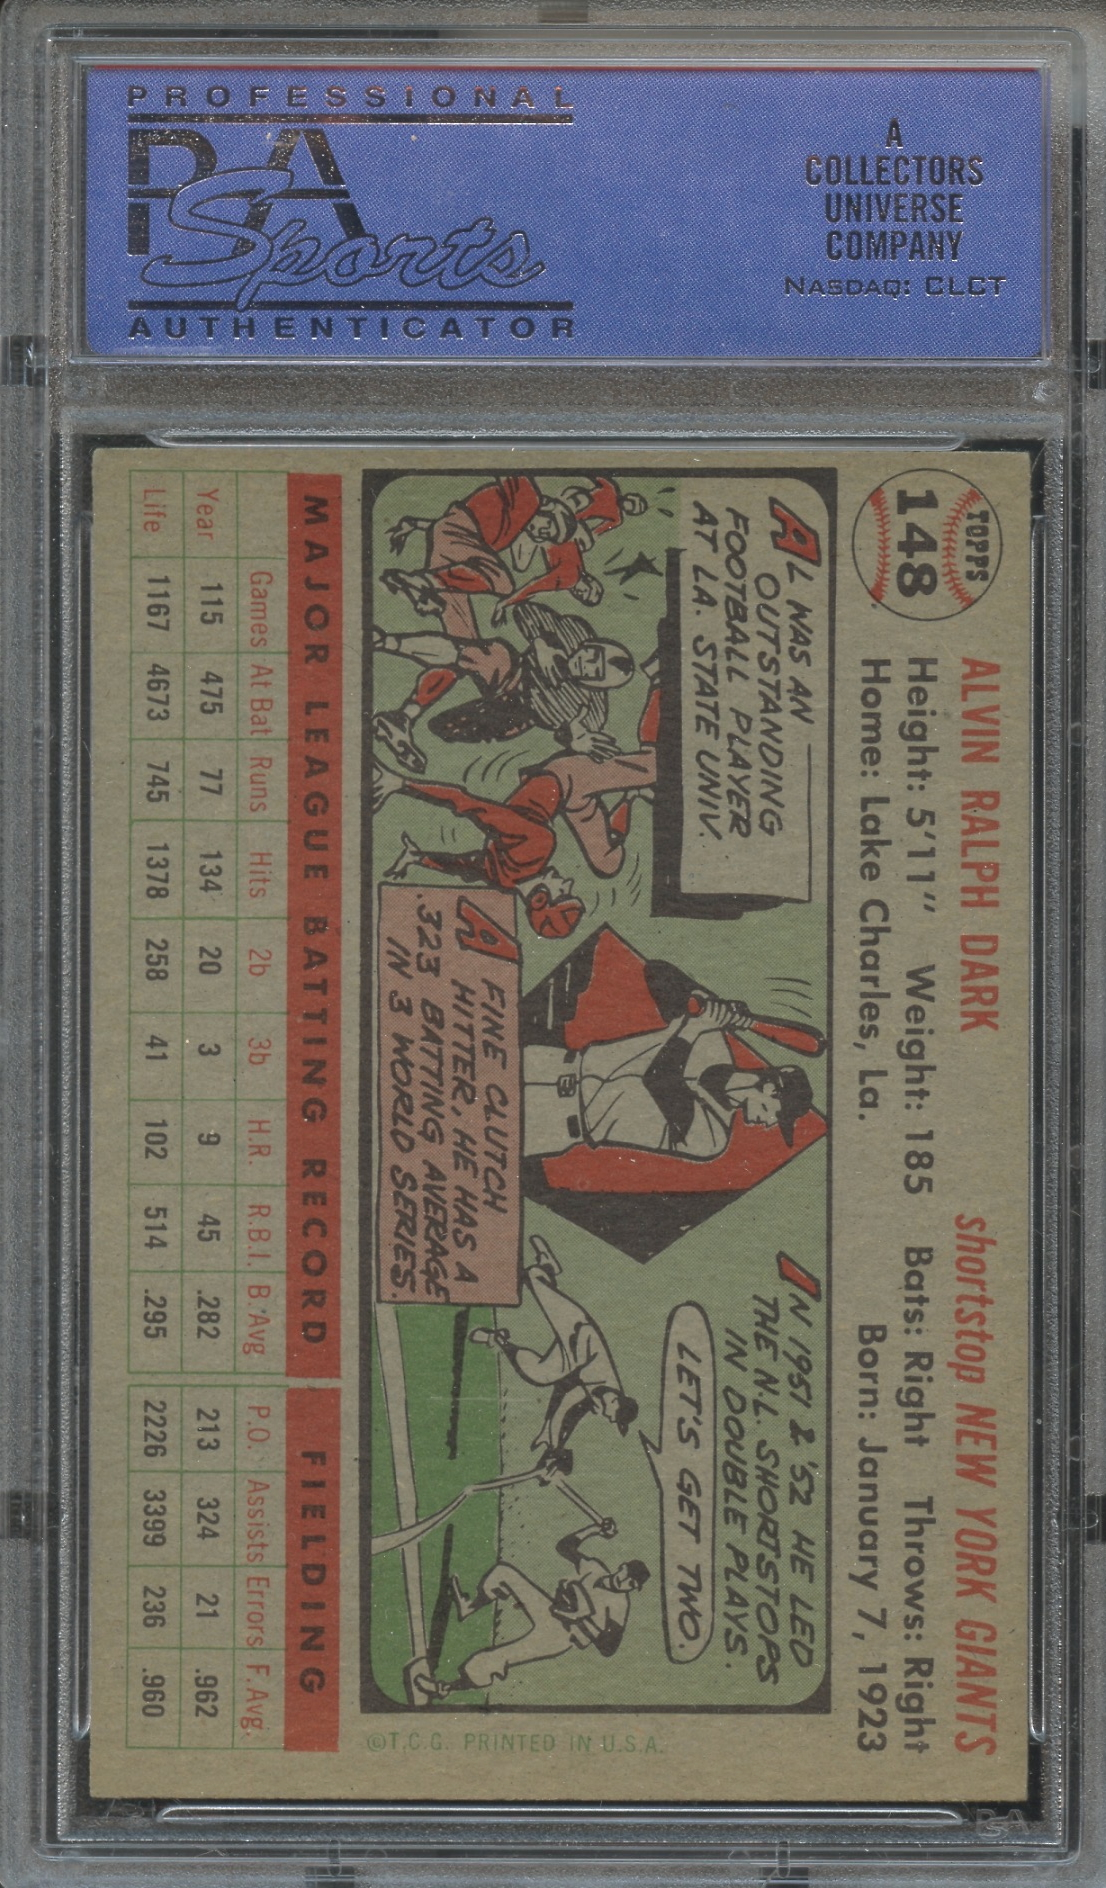 PROFESSIONAL
PSA
Sports
AUTHENTICATOR
A
COLLECTORS
UNIVERSE
COMPANY
NASDAQ: CLCT
TOPPS
148
ALVIN RALPH DARK shortstop NEW YORK GIANTS
Height: 5'11" Weight: 185 Bats: Right Throws: Right
Home: Lake Charles, La. Born: January 7, 1923
AL WAS AN
OUTSTANDING
FOOTBALL PLAYER
AT LA. STATE UNIV.
A FINE CLUTCH
HITTER, HE HAS A
.323 BATTING AVERAGE
IN 3 WORLD SERIES.
IN 1951 & '52 HE LED
THE N.L. SHORTSTOPS
IN DOUBLE PLAYS.
LET'S GET TWO.
©T.C.G. PRINTED IN U.S.A.
MAJOR LEAGUE BATTING RECORD FIELDING
Games At Bat Runs Hits 2b 3b H.R. R.B.I. B.Avg P.O. Assists Errors F.Avg.
Year 115 475 77 134 20 3 9 45 .282 213 324 21 .962
Life 1167 4673 745 1378 258 41 102 514 .295 2226 3399 236 .960
PSA